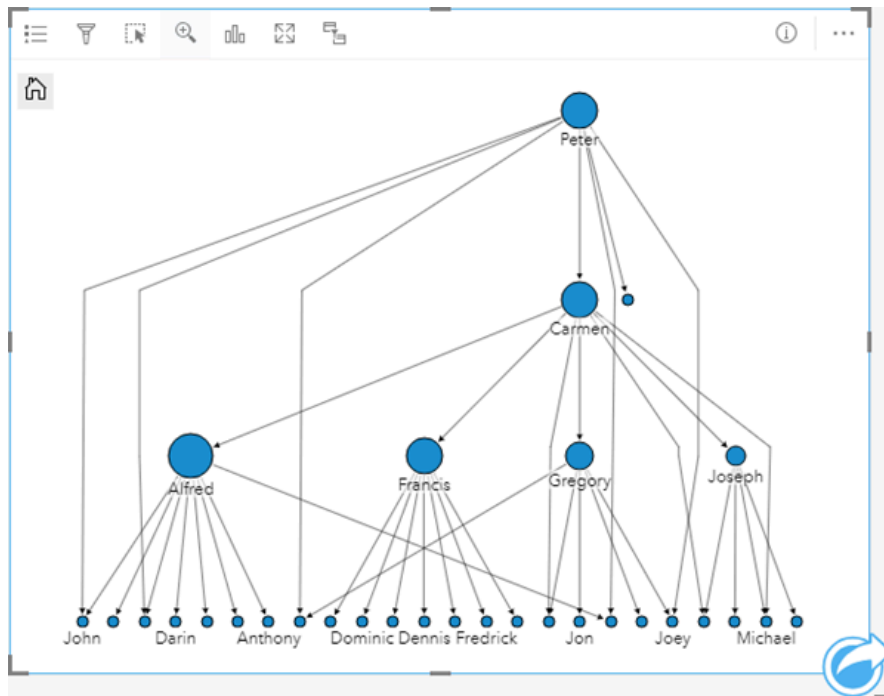 Peter
Carmen
Alfred
Francis
Gregory
Joseph
John Darin Anthony Dominic Dennis Fredrick Jon Joey Michael